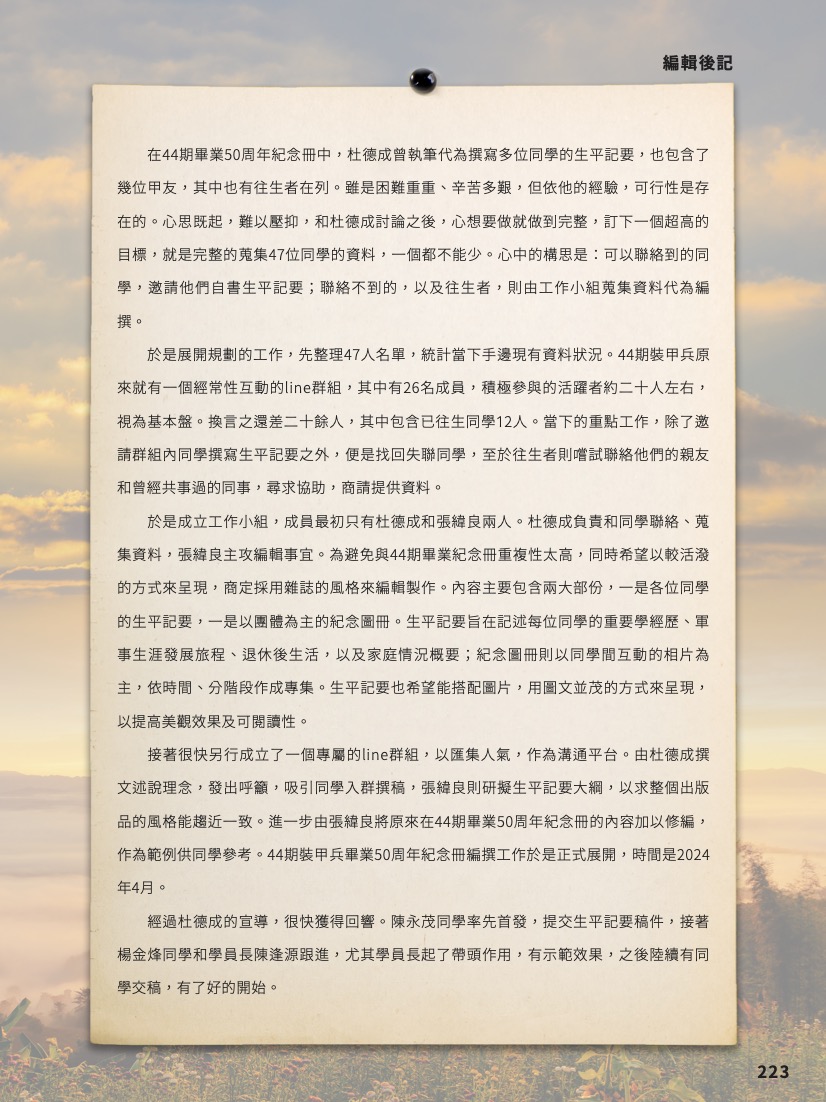 編輯後記
在44期畢業50周年紀念冊中，杜德成曾執筆代為撰寫多位同學的生平記要，也包含了
幾位甲友，其中也有往生者在列。雖是困難重重、辛苦多艱，但依他的經驗，可行性是存
在的。心思既起，難以壓抑，和杜德成討論之後，心想要做就做到完整，訂下一個超高的
目標，就是完整的蒐集47位同學的資料，一個都不能少。心中的構思是：可以聯絡到的同
學，邀請他們自書生平記要；聯絡不到的，以及往生者，則由工作小組蒐集資料代為編
撰。
於是展開規劃的工作，先整理47人名單，統計當下手邊現有資料狀況。44期裝甲兵原
來就有一個經常性互動的line群組，其中有26名成員，積極參與的活躍者約二十人左右，
視為基本盤。換言之還差二十餘人，其中包含已往生同學12人。當下的重點工作，除了邀
請群組內同學撰寫生平記要之外，便是找回失聯同學，至於往生者則嚐試聯絡他們的親友
和曾經共事過的同事，尋求協助，商請提供資料。
於是成立工作小組，成員最初只有杜德成和張緯良兩人。杜德成負責和同學聯絡、蒐
集資料，張緯良主攻編輯事宜。為避免與44期畢業紀念冊重複性太高，同時希望以較活潑
的方式來呈現，商定採用雜誌的風格來編輯製作。內容主要包含兩大部份，一是各位同學
的生平記要，一是以團體為主的紀念圖冊。生平記要旨在記述每位同學的重要學經歷、軍
事生涯發展旅程、退休後生活，以及家庭情況概要；紀念圖冊則以同學間互動的相片為
主，依時間、分階段作成專集。生平記要也希望能搭配圖片，用圖文並茂的方式來呈現，
以提高美觀效果及可閱讀性。
接著很快另行成立了一個專屬的line群組，以匯集人氣，作為溝通平台。由杜德成撰
文述說理念，發出呼籲，吸引同學入群撰稿，張緯良則研擬生平記要大綱，以求整個出版
品的風格能趨近一致。進一步由張緯良將原來在44期畢業50周年紀念冊的內容加以修編，
作為範例供同學參考。44期裝甲兵畢業50周年紀念冊編撰工作於是正式展開，時間是2024
年4月。
經過杜德成的宣導，很快獲得回響。陳永茂同學率先首發，提交生平記要稿件，接著
楊金烽同學和學員長陳逢源跟進，尤其學員長起了帶頭作用，有示範效果，之後陸續有同
學交稿，有了好的開始。
223